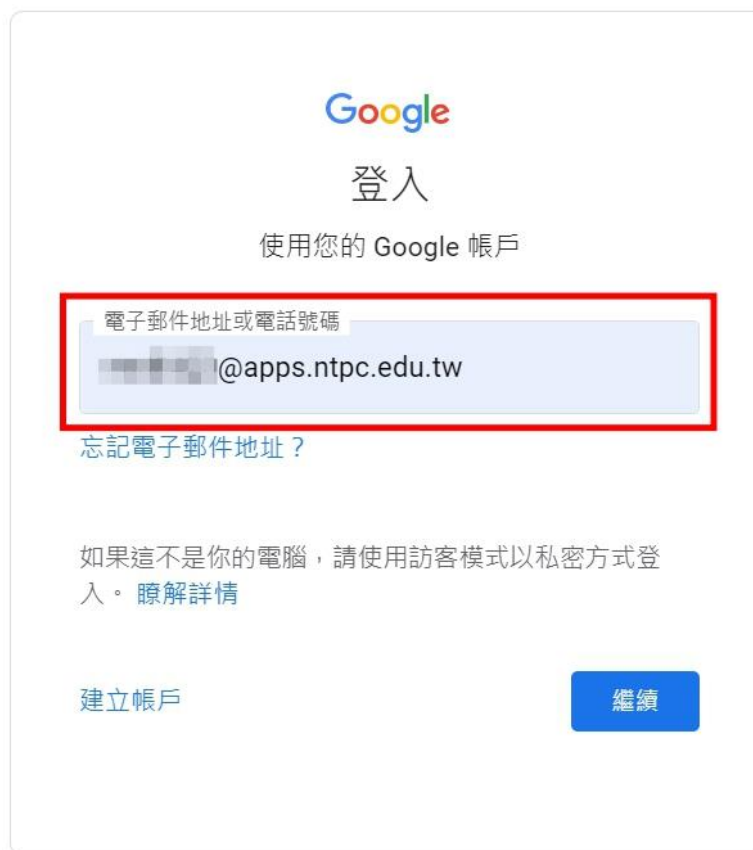 Google
登入
使用您的 Google 帳戶
電子郵件地址或電話號碼
@apps.ntpc.edu.tw
忘記電子郵件地址？
如果這不是你的電腦，請使用訪客模式以私密方式登
入。瞭解詳情
建立帳戶
繼續